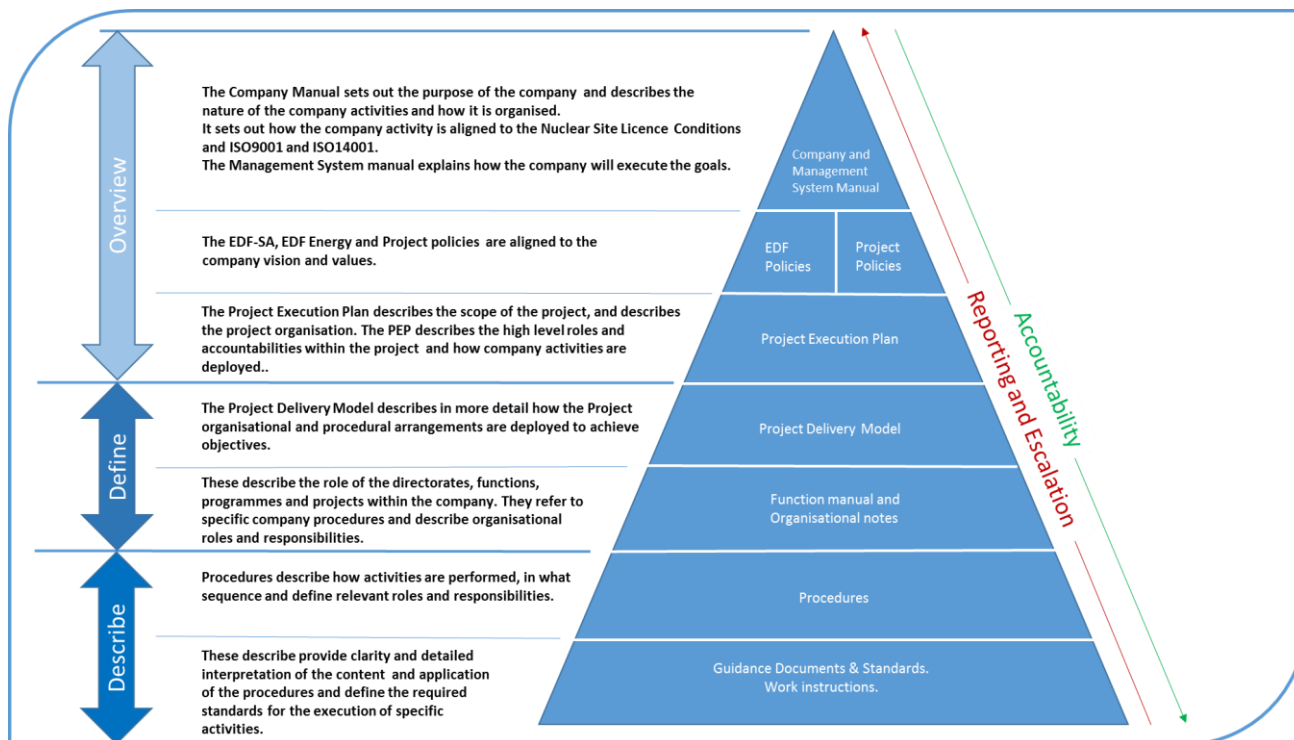 Overview
The Company Manual sets out the purpose of the company and describes the
nature of the company activities and how it is organised.
It sets out how the company activity is aligned to the Nuclear Site Licence Conditions
and ISO9001 and ISO14001.
The Management System manual explains how the company will execute the goals.
Company and
Management
System Manual
The EDF-SA, EDF Energy and Project policies are aligned to the
company vision and values.
EDF
Policies
Project
Policies
The Project Execution Plan describes the scope of the project, and describes
the project organisation. The PEP describes the high level roles and
accountabilities within the project and how company activities are
deployed..
Project Execution Plan
Define
The Project Delivery Model describes in more detail how the Project
organisational and procedural arrangements are deployed to achieve
objectives.
Project Delivery Model
These describe the role of the directorates, functions,
programmes and projects within the company. They refer to
specific company procedures and describe organisational
roles and responsibilities.
Function manual and
Organisational notes
Describe
Procedures describe how activities are performed, in what
sequence and define relevant roles and responsibilities.
Procedures
These describe provide clarity and detailed
interpretation of the content and application
of the procedures and define the required
standards for the execution of specific
activities.
Guidance Documents & Standards.
Work instructions.
Reporting and Escalation
Accountability